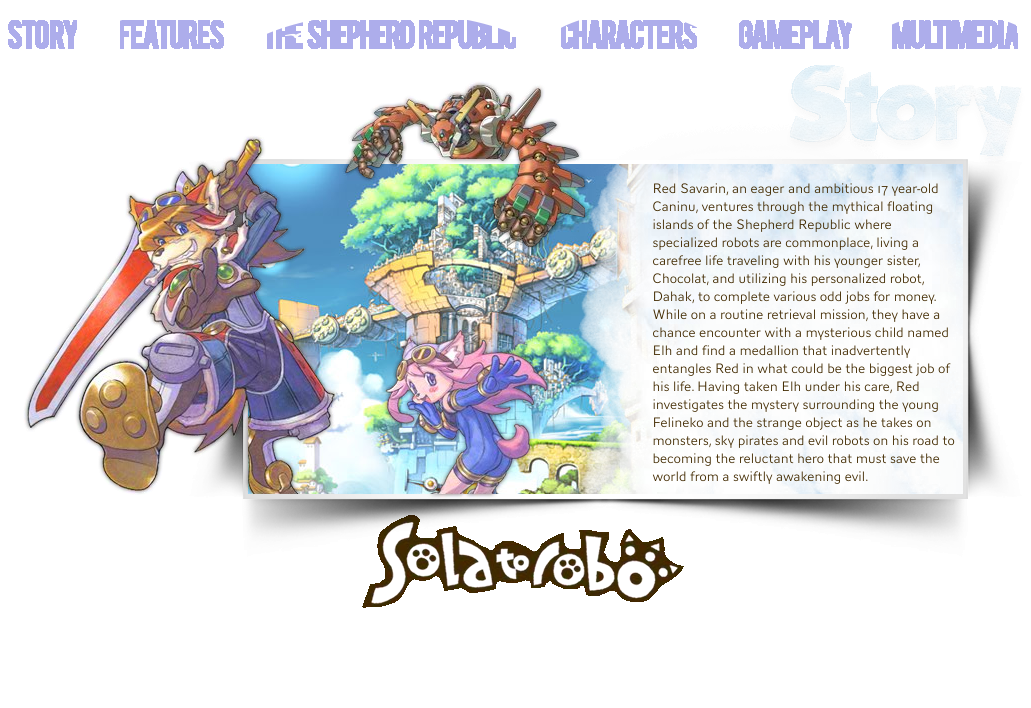 STORY FEATURES THE SHEPHERD REPUBLIC CHARACTERS GAMEPLAY MULTIMEDIA
Story
Red Savarin, an eager and ambitious 17 year-old
Caninu, ventures through the mythical floating
islands of the Shepherd Republic where
specialized robots are commonplace, living a
carefree life traveling with his younger sister,
Chocolat, and utilizing his personalized robot,
Dahak, to complete various odd jobs for money.
While on a routine retrieval mission, they have a
chance encounter with a mysterious child named
Elh and find a medallion that inadvertently
entangles Red in what could be the biggest job of
his life. Having taken Elh under his care, Red
investigates the mystery surrounding the young
Felineko and the strange object as he takes on
monsters, sky pirates and evil robots on his road to
becoming the reluctant hero that must save the
world from a swiftly awakening evil.
Solatorobo